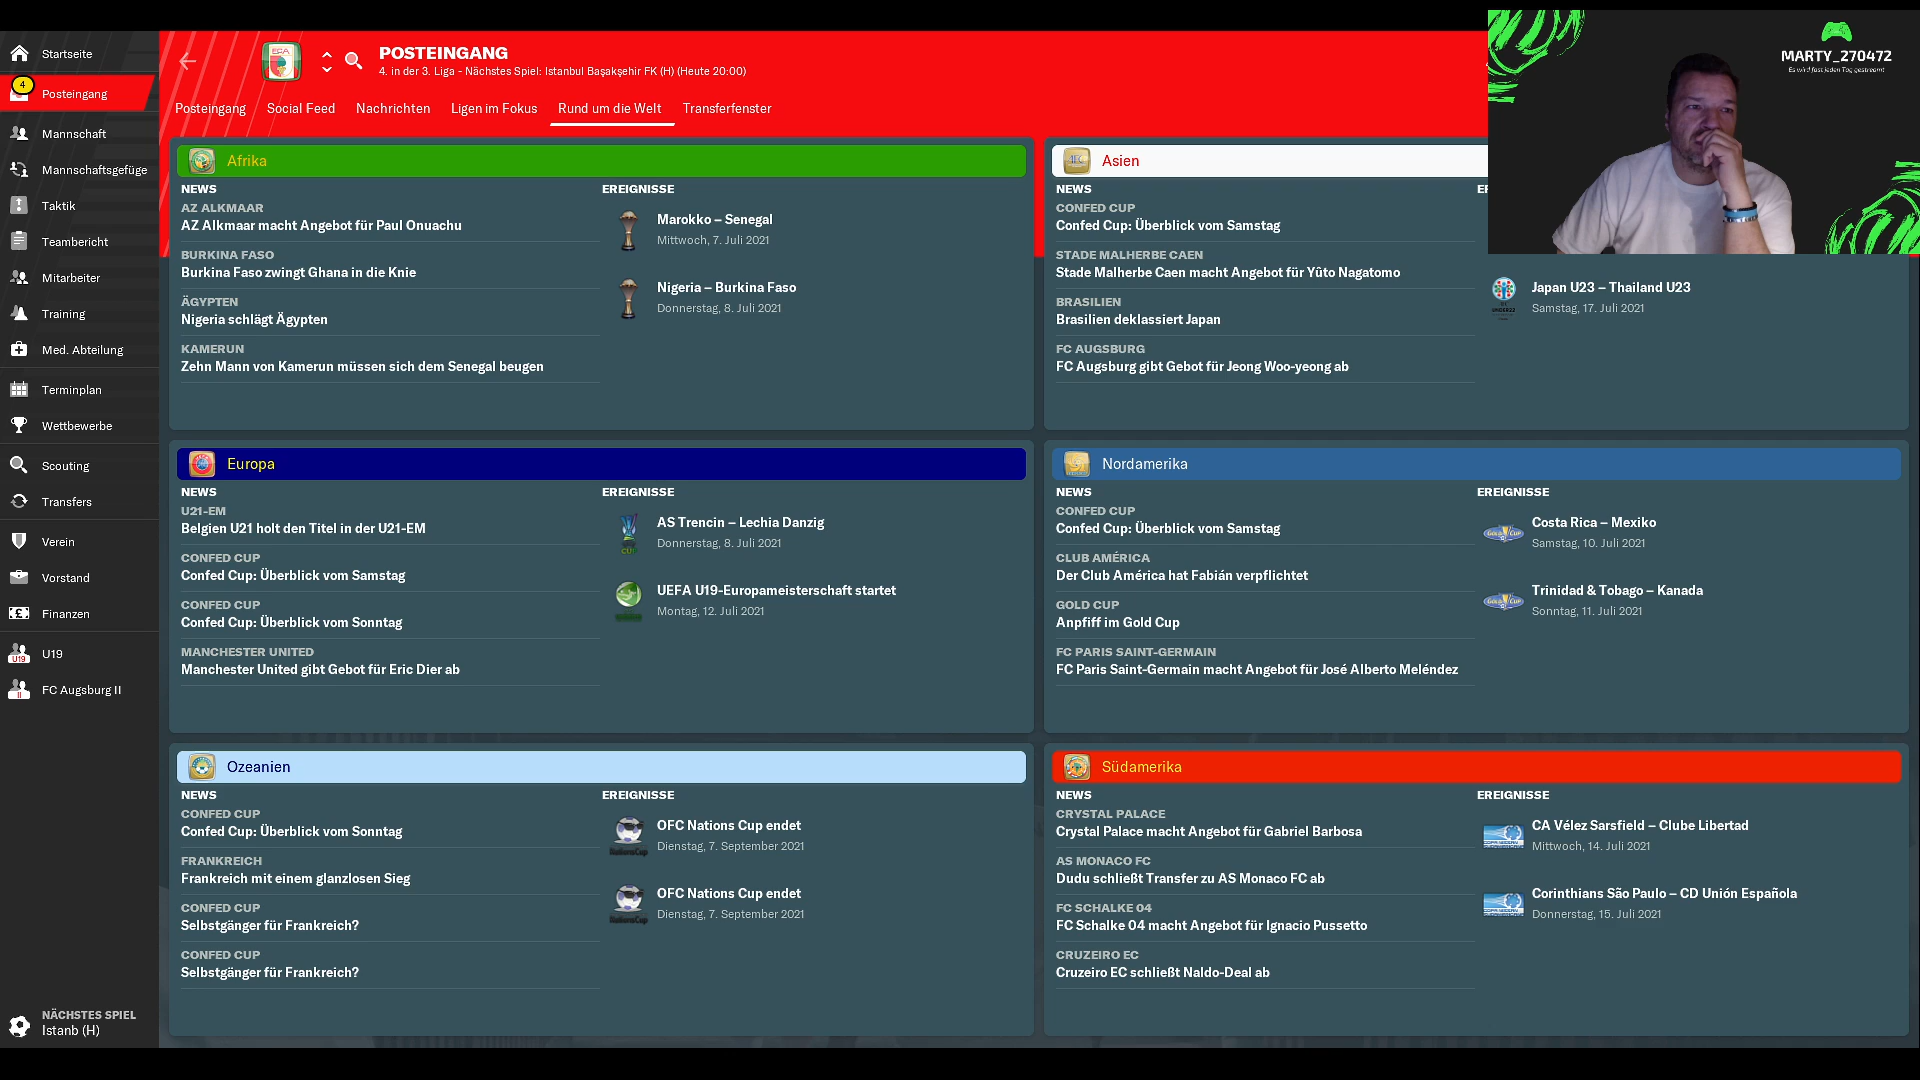 Startseite
4
Posteingang
Mannschaft
Mannschaftsgefüge
Taktik
Teambericht
Mitarbeiter
Training
Med. Abteilung
Terminplan
Wettbewerbe
Scouting
Transfers
Verein
Vorstand
Finanzen
U19
U19
II
FC Augsburg II
NÄCHSTES SPIEL
Istanb (H)
FCA
POSTEINGANG
4. in der 3. Liga - Nächstes Spiel: Istanbul Başakşehir FK (H) (Heute 20:00)
Posteingang Social Feed Nachrichten Ligen im Fokus Rund um die Welt Transferfenster
MARTY_270472
Es wird fast jeden Tag gestreamt
Afrika
NEWS
AZ ALKMAAR
AZ Alkmaar macht Angebot für Paul Onuachu
BURKINA FASO
Burkina Faso zwingt Ghana in die Knie
ÄGYPTEN
Nigeria schlägt Ägypten
KAMERUN
Zehn Mann von Kamerun müssen sich dem Senegal beugen
EREIGNISSE
Marokko – Senegal
Mittwoch, 7. Juli 2021
Nigeria – Burkina Faso
Donnerstag, 8. Juli 2021
Asien
NEWS
CONFED CUP
Confed Cup: Überblick vom Samstag
STADE MALHERBE CAEN
Stade Malherbe Caen macht Angebot für Yûto Nagatomo
BRASILIEN
Brasilien deklassiert Japan
FC AUGSBURG
FC Augsburg gibt Gebot für Jeong Woo-yeong ab
Japan U23 – Thailand U23
Samstag, 17. Juli 2021
Europa
NEWS
U21-EM
Belgien U21 holt den Titel in der U21-EM
CONFED CUP
Confed Cup: Überblick vom Samstag
CONFED CUP
Confed Cup: Überblick vom Sonntag
MANCHESTER UNITED
Manchester United gibt Gebot für Eric Dier ab
EREIGNISSE
AS Trencin – Lechia Danzig
Donnerstag, 8. Juli 2021
UEFA U19-Europameisterschaft startet
Montag, 12. Juli 2021
Nordamerika
NEWS
CONFED CUP
Confed Cup: Überblick vom Samstag
CLUB AMÉRICA
Der Club América hat Fabián verpflichtet
GOLD CUP
Anpfiff im Gold Cup
FC PARIS SAINT-GERMAIN
FC Paris Saint-Germain macht Angebot für José Alberto Meléndez
EREIGNISSE
Costa Rica – Mexiko
Samstag, 10. Juli 2021
Trinidad & Tobago – Kanada
Sonntag, 11. Juli 2021
Ozeanien
NEWS
CONFED CUP
Confed Cup: Überblick vom Sonntag
FRANKREICH
Frankreich mit einem glanzlosen Sieg
CONFED CUP
Selbstgänger für Frankreich?
CONFED CUP
Selbstgänger für Frankreich?
EREIGNISSE
OFC Nations Cup endet
Dienstag, 7. September 2021
OFC Nations Cup endet
Dienstag, 7. September 2021
Südamerika
NEWS
CRYSTAL PALACE
Crystal Palace macht Angebot für Gabriel Barbosa
AS MONACO FC
Dudu schließt Transfer zu AS Monaco FC ab
FC SCHALKE 04
FC Schalke 04 macht Angebot für Ignacio Pussetto
CRUZEIRO EC
Cruzeiro EC schließt Naldo-Deal ab
EREIGNISSE
CA Vélez Sarsfield – Clube Libertad
Mittwoch, 14. Juli 2021
Corinthians São Paulo – CD Unión Española
Donnerstag, 15. Juli 2021